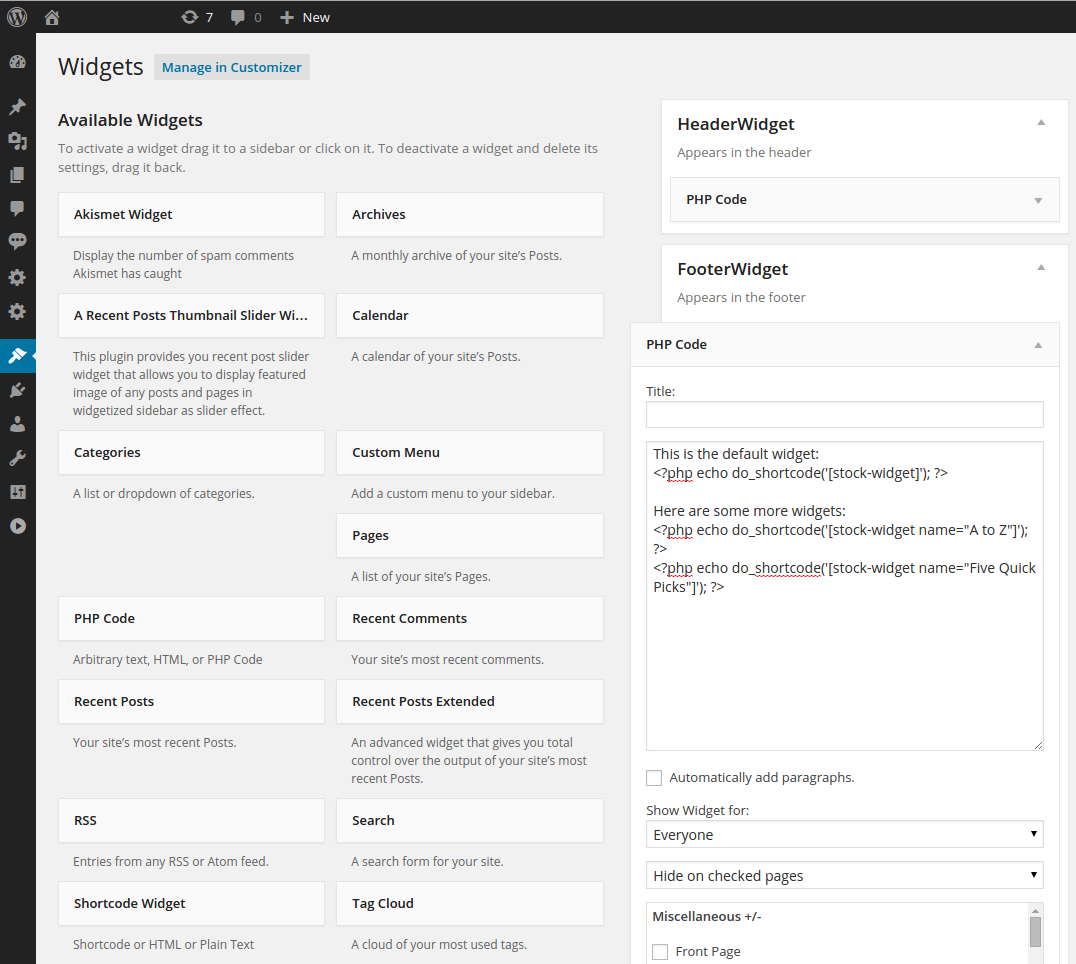 7 0 New
Widgets Manage in Customizer
Available Widgets
To activate a widget drag it to a sidebar or click on it. To deactivate a widget and delete its
settings, drag it back.
Akismet Widget
Display the number of spam comments
Akismet has caught
Archives
A monthly archive of your site's Posts.
A Recent Posts Thumbnail Slider Wi...
This plugin provides you recent post slider
widget that allows you to display featured
image of any posts and pages in
widgetized sidebar as slider effect.
Calendar
A calendar of your site's Posts.
Categories
A list or dropdown of categories.
Custom Menu
Add a custom menu to your sidebar.
Pages
A list of your site's Pages.
PHP Code
Arbitrary text, HTML, or PHP Code
Recent Comments
Your site's most recent comments.
Recent Posts
Your site's most recent Posts.
Recent Posts Extended
An advanced widget that gives you total
control over the output of your site's most
recent Posts.
RSS
Entries from any RSS or Atom feed.
Search
A search form for your site.
Shortcode Widget
Shortcode or HTML or Plain Text
Tag Cloud
A cloud of your most used tags.
HeaderWidget
Appears in the header
PHP Code
FooterWidget
Appears in the footer
PHP Code
Title:
This is the default widget:
<?php echo do_shortcode('[stock-widget]'); ?>
Here are some more widgets:
<?php echo do_shortcode('[stock-widget name="A to Z"]');
?>
<?php echo do_shortcode('[stock-widget name="Five Quick
Picks"]'); ?>
Automatically add paragraphs.
Show Widget for:
Everyone
Hide on checked pages
Miscellaneous +/-
Front Page